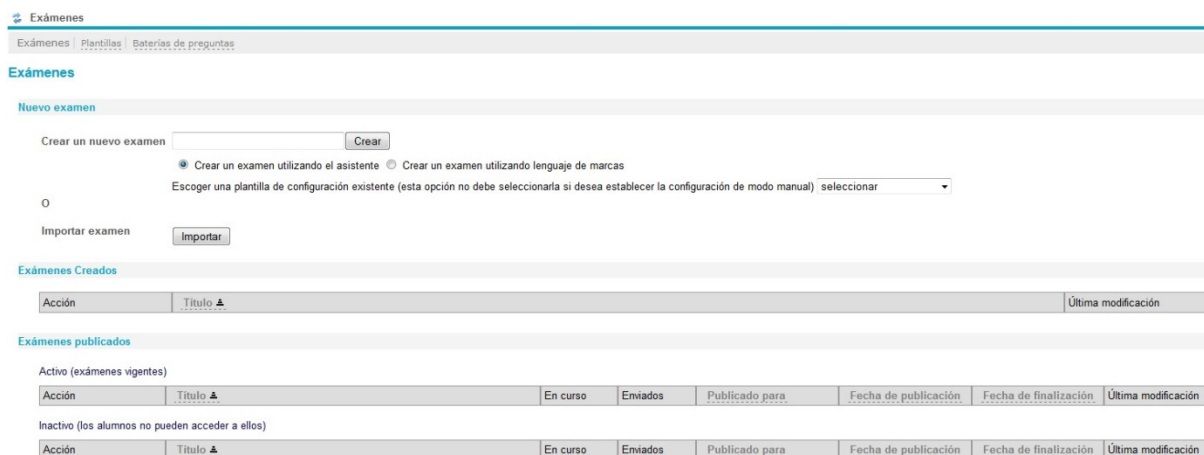 Exámenes
Exámenes Plantillas Baterías de preguntas
Exámenes
Nuevo examen
Crear un nuevo examen Crear
Crear un examen utilizando el asistente Crear un examen utilizando lenguaje de marcas
Escoger una plantilla de configuración existente (esta opción no debe seleccionarla si desea establecer la configuración de modo manual) seleccionar
O
Importar examen Importar
Exámenes Creados
Acción Título Última modificación
Exámenes publicados
Activo (exámenes vigentes)
Acción Título En curso Enviados Publicado para Fecha de publicación Fecha de finalización Última modificación
Inactivo (los alumnos no pueden acceder a ellos)
Acción Título En curso Enviados Publicado para Fecha de publicación Fecha de finalización Última modificación